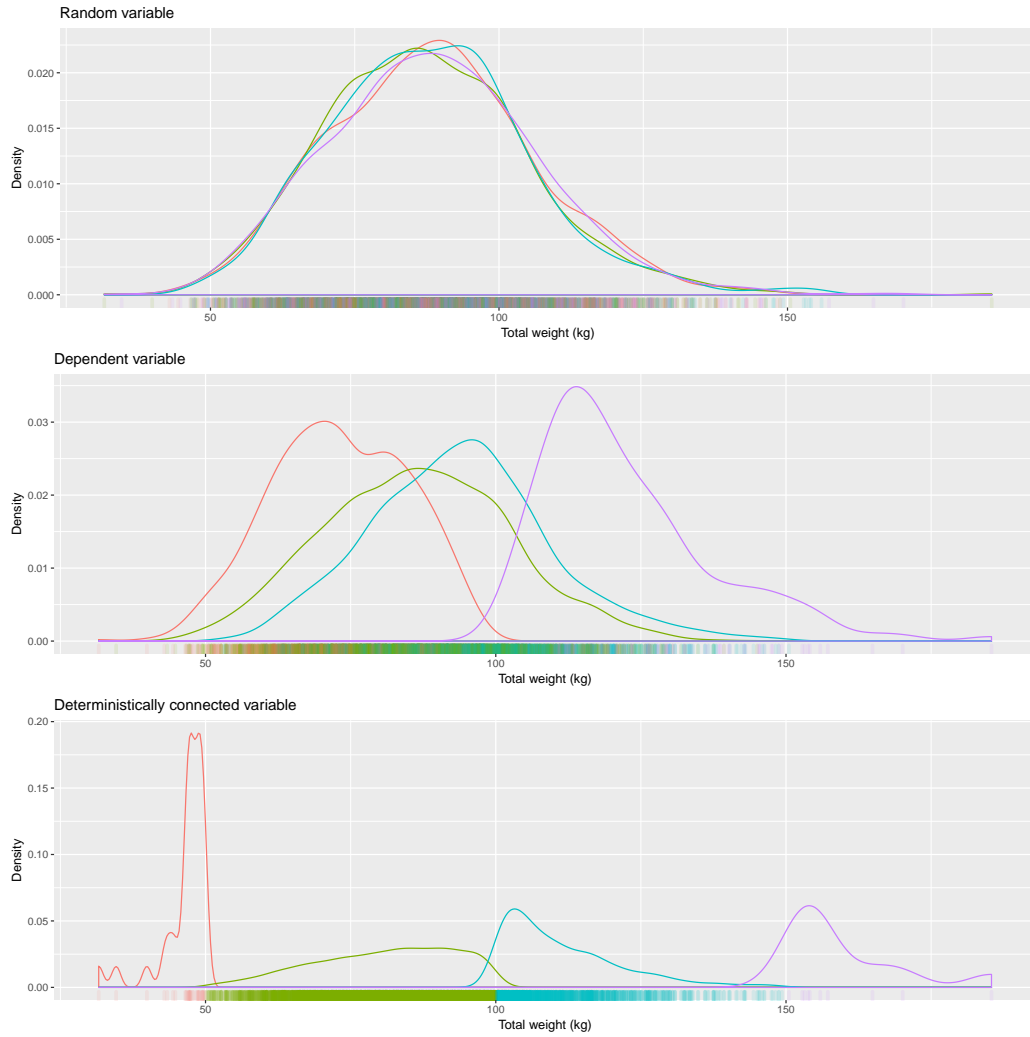 Random variable
0.020
0.015
0.010
0.005
0.000
Density
50 100 150
Total weight (kg)
Dependent variable
0.03
0.02
0.01
0.00
Density
50 100 150
Total weight (kg)
Deterministically connected variable
0.20
0.15
0.10
0.05
0.00
Density
50 100 150
Total weight (kg)